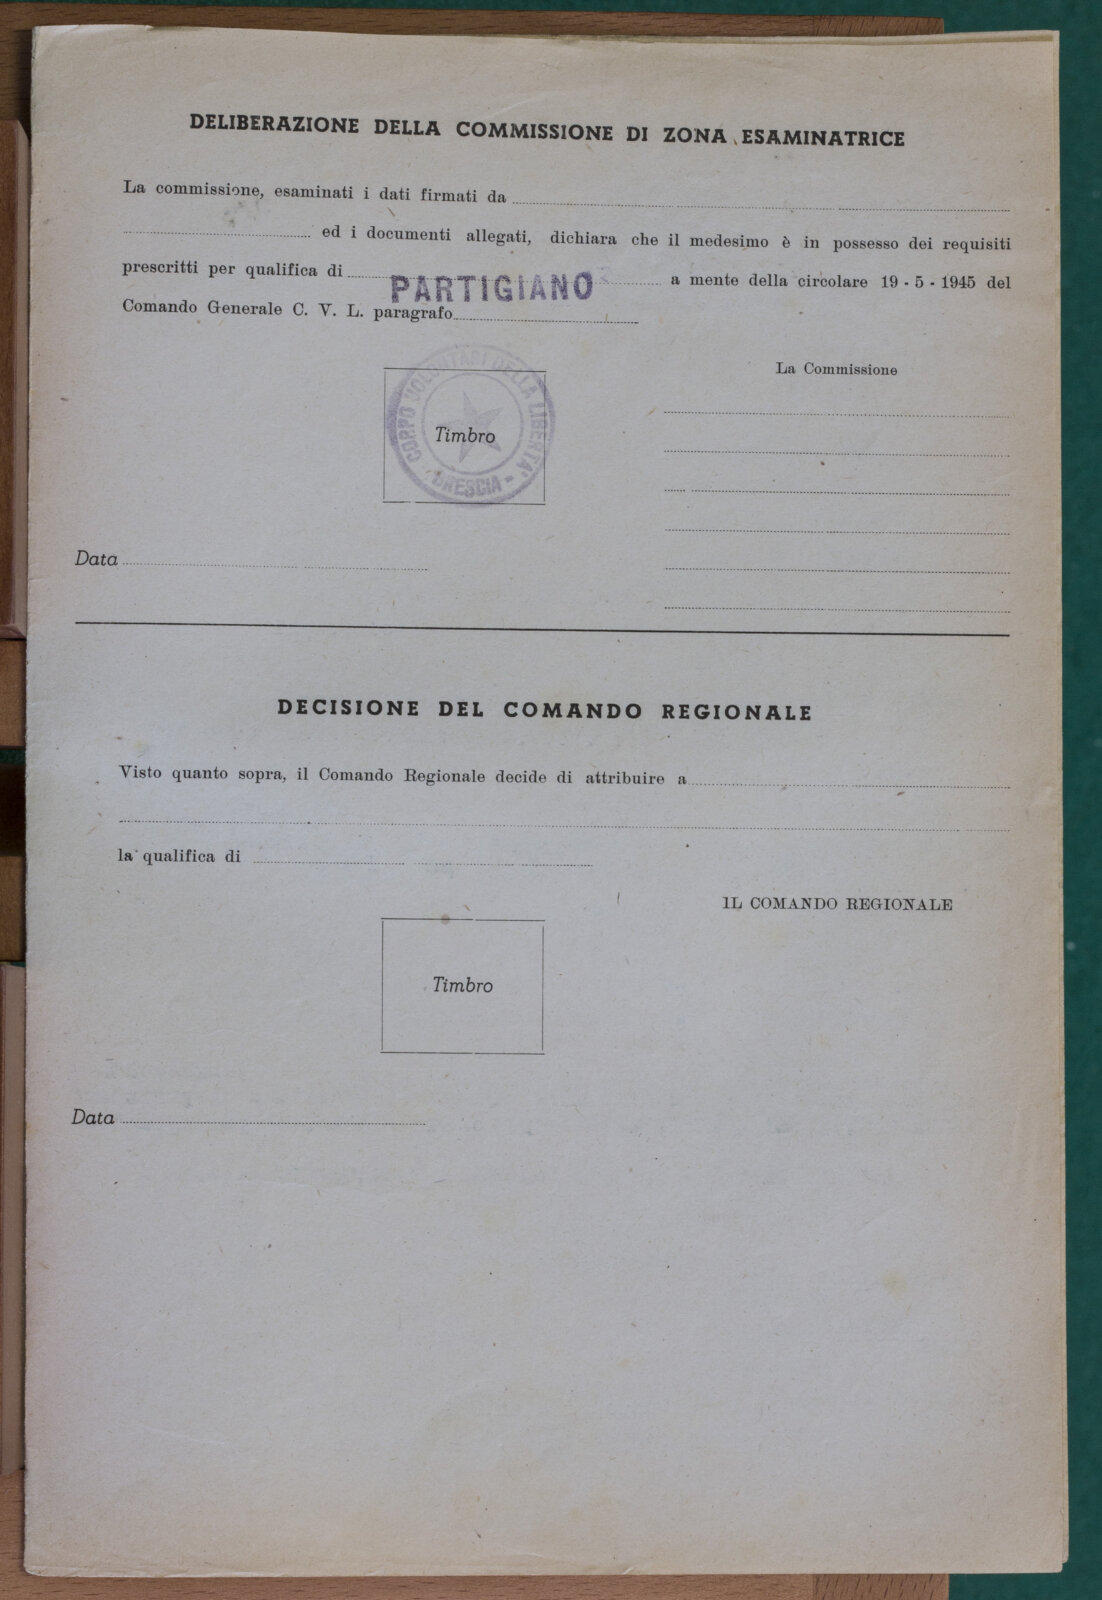 DELIBERAZIONE DELLA COMMISSIONE DI ZONA ESAMINATRICE
La commissione, esaminati i dati firmati da
ed i documenti allegati, dichiara che il medesimo è in possesso dei requisiti
prescritti per qualifica di PARTIGIANO a mente della circolare 19 - 5 - 1945 del
Comando Generale C. V. L. paragrafo
La Commissione
CORPO VOLONTARI DELLA LIBERTA'
Timbro
- BRESCIA -
Data
DECISIONE DEL COMANDO REGIONALE
Visto quanto sopra, il Comando Regionale decide di attribuire a
la qualifica di
IL COMANDO REGIONALE
Timbro
Data